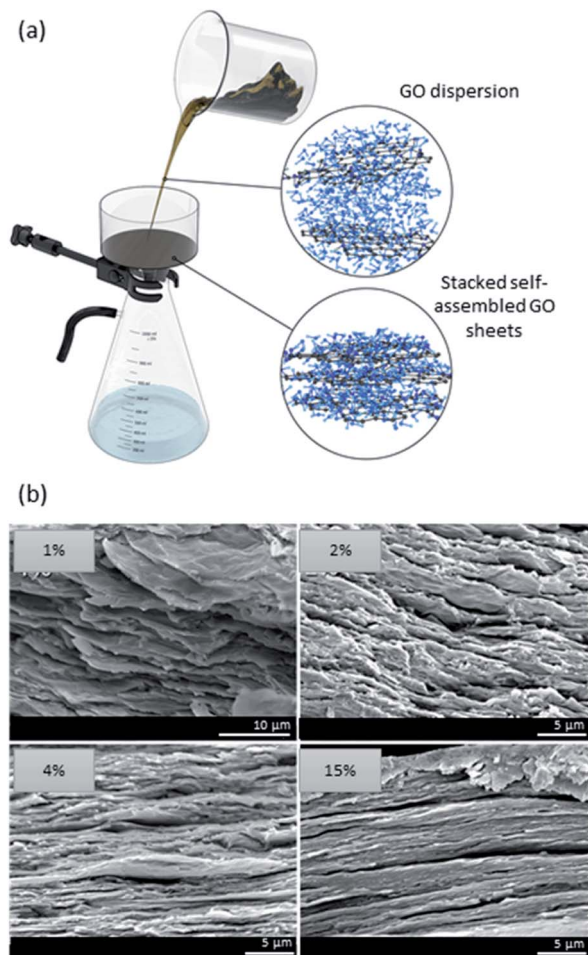 (a)
GO dispersion
Stacked self-
assembled GO
sheets
(b)
1%
10 µm
2%
5 µm
4%
5 µm
15%
5 µm